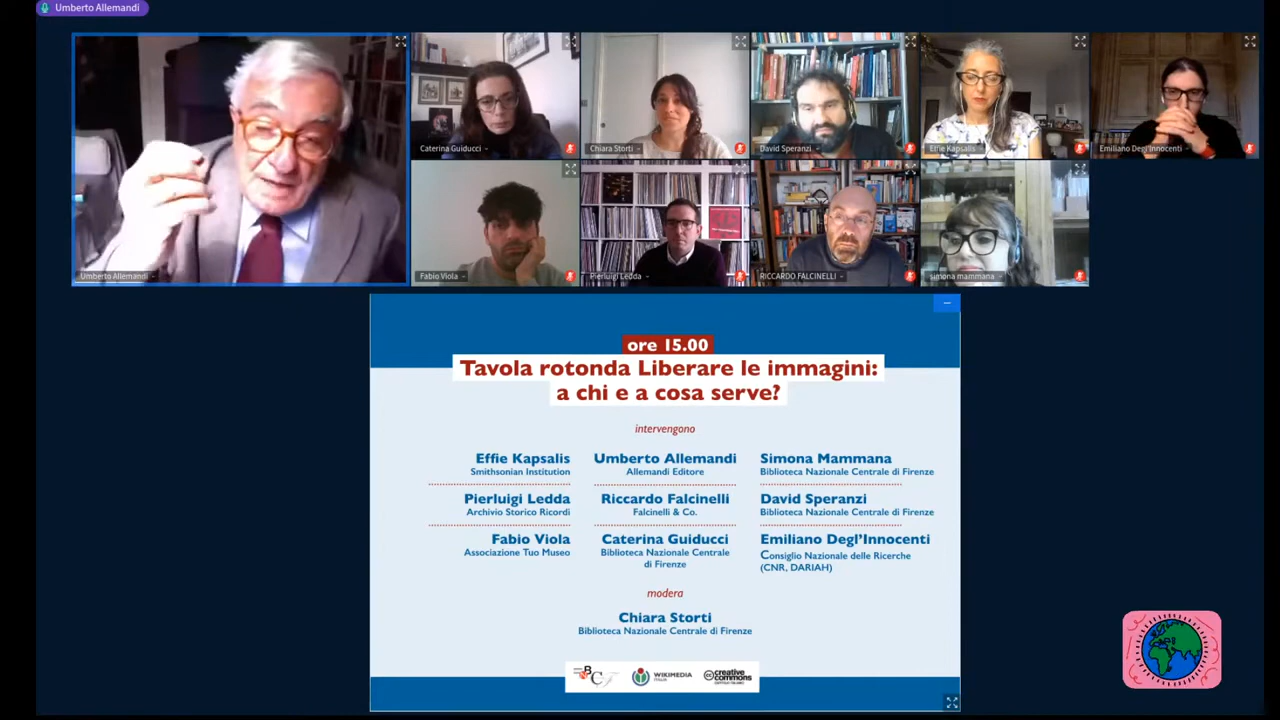 Umberto Allemandi
Umberto Allemandi
Caterina Guiducci
Chiara Storti
David Speranzi
Effie Kapsalis
Emiliano Degl'Innocenti
Fabio Viola
Pierluigi Ledda
RICCARDO FALCINELLI
simona mammana
ore 15.00
Tavola rotonda Liberare le immagini:
a chi e a cosa serve?
intervengono
Effie Kapsalis
Smithsonian Institution
Pierluigi Ledda
Archivio Storico Ricordi
Fabio Viola
Associazione Tuo Museo
Umberto Allemandi
Allemandi Editore
Riccardo Falcinelli
Falcinelli & Co.
Caterina Guiducci
Biblioteca Nazionale Centrale
di Firenze
Simona Mammana
Biblioteca Nazionale Centrale di Firenze
David Speranzi
Biblioteca Nazionale Centrale di Firenze
Emiliano Degl'Innocenti
Consiglio Nazionale delle Ricerche
(CNR, DARIAH)
modera
Chiara Storti
Biblioteca Nazionale Centrale di Firenze
BNCF
WIKIMEDIA
ITALIA
cc creative
commons